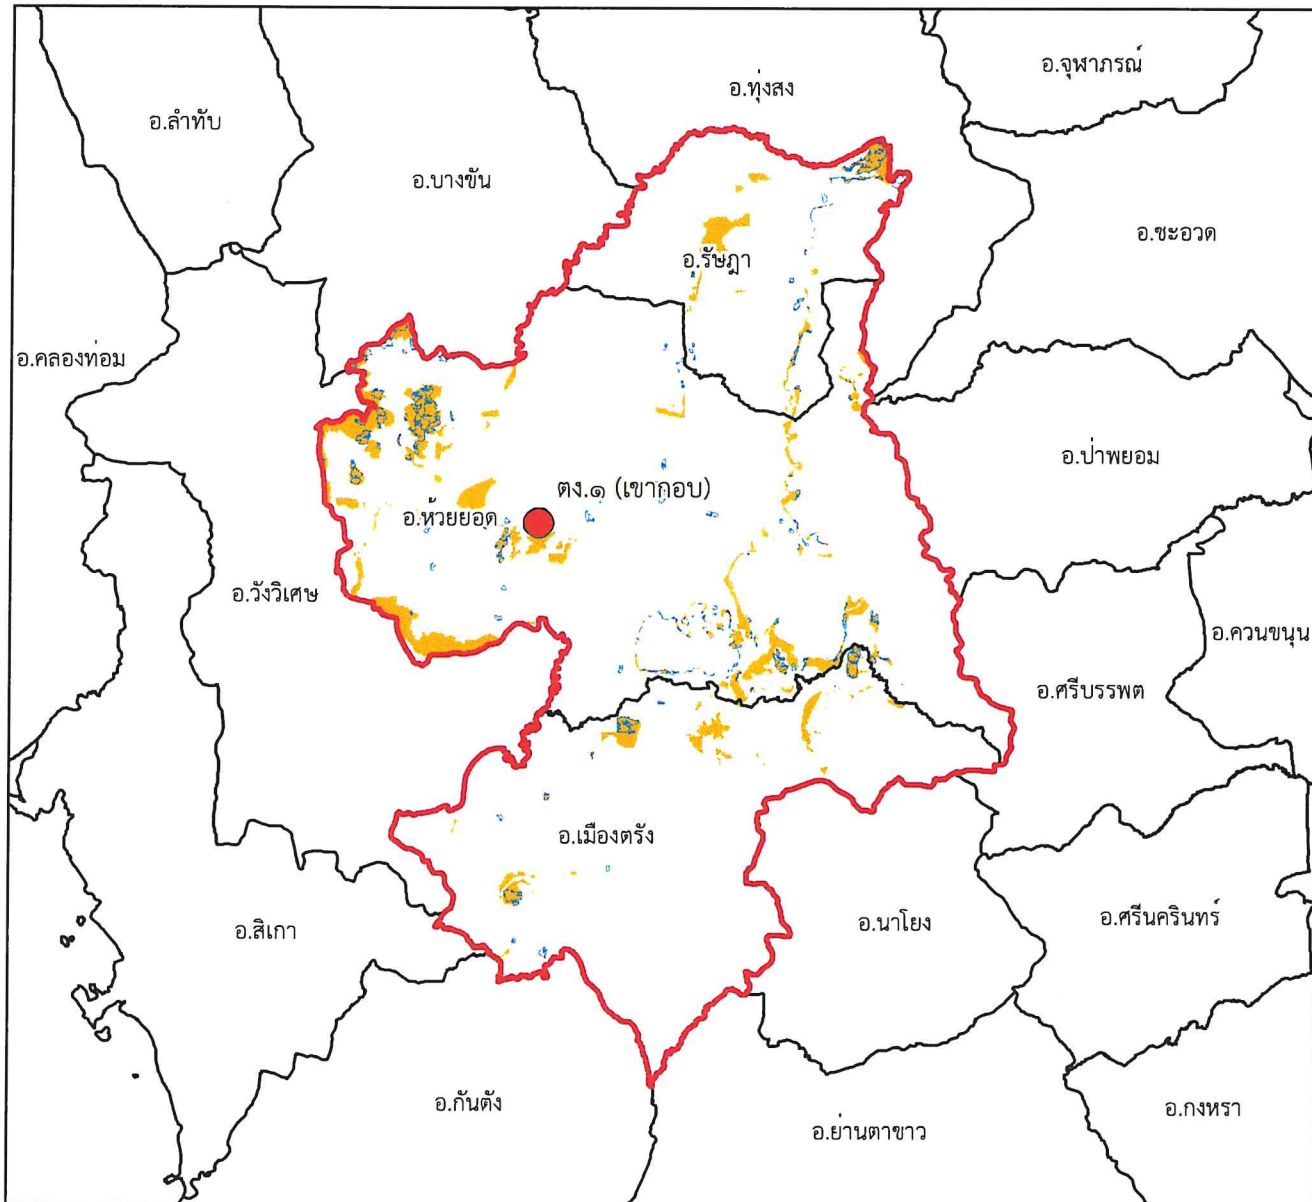 อ.จุฬาภรณ์
อ.ทุ่งสง
อ.ลำทับ
อ.บางขัน
อ.ชะอวด
อ.รัษฎา
อ.คลองท่อม
อ.ป่าพยอม
ตง.๑ (เขากอบ)
อ.ห้วยยอด
อ.วังวิเศษ
อ.ควนขนุน
อ.ศรีบรรพต
อ.เมืองตรัง
อ.ศรีนครินทร์
อ.นาโยง
อ.สิเกา
อ.กันตัง
อ.กงหรา
อ.ย่านตาขาว